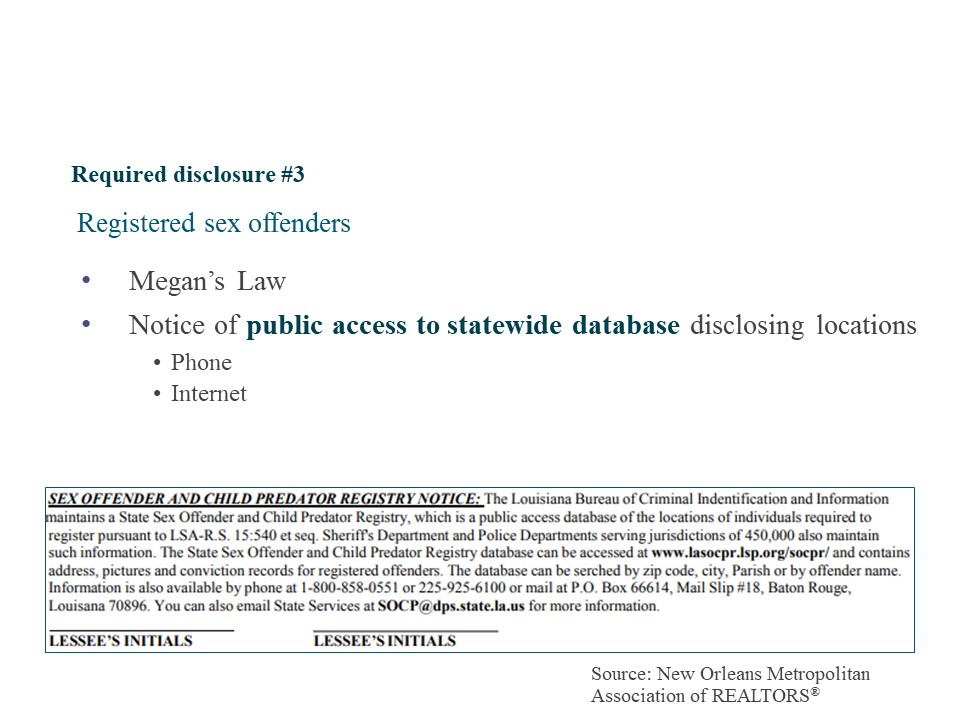 Required disclosure #3
Registered sex offenders
• Megan’s Law
• Notice of public access to statewide database disclosing locations
• Phone
• Internet
SEX OFFENDER AND CHILD PREDATOR REGISTRY NOTICE: The Louisiana Bureau of Criminal Indentification and Information
maintains a State Sex Offender and Child Predator Registry, which is a public access database of the locations of individuals required to
register pursuant to LSA-R.S. 15:540 et seq. Sheriff's Department and Police Departments serving jurisdictions of 450,000 also maintain
such information. The State Sex Offender and Child Predator Registry database can be accessed at www.lasocpr.lsp.org/socpr/ and contains
address, pictures and conviction records for registered offenders. The database can be serched by zip code, city, Parish or by offender name.
Information is also available by phone at 1-800-858-0551 or 225-925-6100 or mail at P.O. Box 66614, Mail Slip #18, Baton Rouge,
Louisiana 70896. You can also email State Services at SOCP@dps.state.la.us for more information.
LESSEE'S INITIALS LESSEE'S INITIALS
Source: New Orleans Metropolitan
Association of REALTORS®